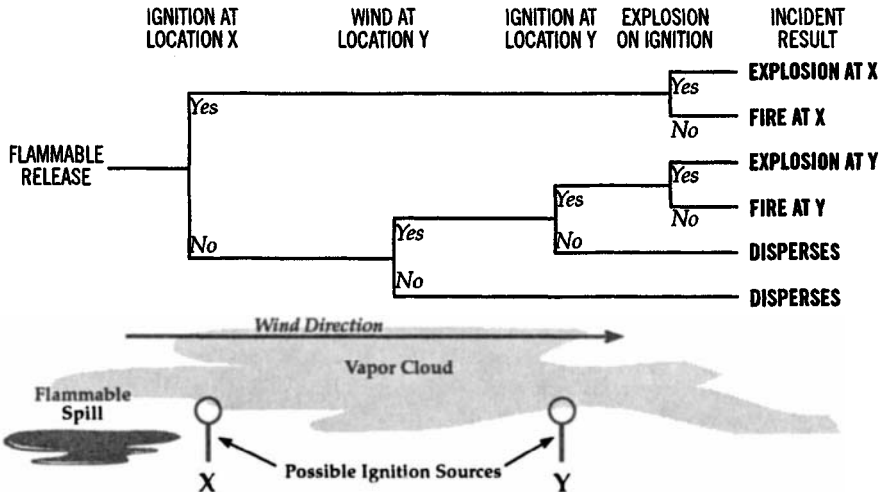 IGNITION AT
LOCATION X
WIND AT
LOCATION Y
IGNITION AT
LOCATION Y
EXPLOSION
ON IGNITION
INCIDENT
RESULT
EXPLOSION AT X
Yes
Yes
FIRE AT X
No
FLAMMABLE
RELEASE
EXPLOSION AT Y
Yes
Yes
FIRE AT Y
No
Yes
No
No
DISPERSES
No
DISPERSES
Wind Direction
Vapor Cloud
Flammable
Spill
Possible Ignition Sources
X
Y